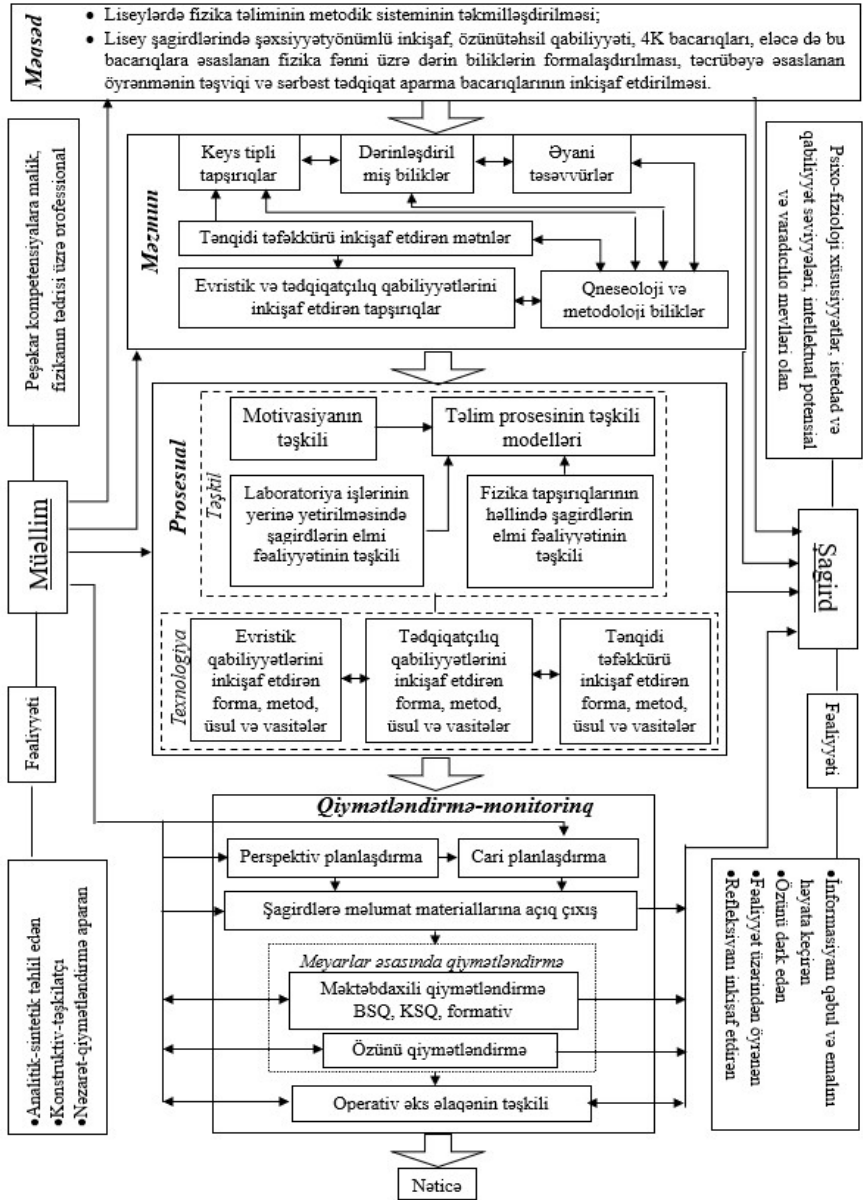 Məqsəd
• Liseylərdə fizika təliminin metodik sisteminin təkmilləşdirilməsi;
• Lisey şagirdlərində şəxsiyyətyönümlü inkişaf, özünütəhsil qabiliyyəti, 4K bacarıqları, eləcə də bu
bacarıqlara əsaslanan fizika fənni üzrə dərin biliklərin formalaşdırılması, təcrübəyə əsaslanan
öyrənmənin təşviqi və sərbəst tədqiqat aparma bacarıqlarının inkişaf etdirilməsi.
Peşəkar kompetensiyalara malik,
fizikanın tədrisi üzrə professional
Müəllim
Fəaliyyəti
•Analitik-sintetik təhlil edən
•Konstruktiv-təşkilatçı
•Nəzarət-qiymətləndirmə aparan
Məzmun
Keys tipli
tapşırıqlar
Dərinləşdiril
miş biliklər
Əyani
təsəvvürlər
Tənqidi təfəkkürü inkişaf etdirən mətnlər
Evristik və tədqiqatçılıq qabiliyyətlərini
inkişaf etdirən tapşırıqlar
Qneseoloji və
metodoloji biliklər
Prosesual
Təşkil
Motivasiyanın
təşkili
Təlim prosesinin təşkili
modelləri
Laboratoriya işlərinin
yerinə yetirilməsində
şagirdlərin elmi
fəaliyyətinin təşkili
Fizika tapşırıqlarının
həllində şagirdlərin
elmi fəaliyyətinin
təşkili
Texnologiya
Evristik
qabiliyyətlərini
inkişaf etdirən
forma, metod,
üsul və vasitələr
Tədqiqatçılıq
qabiliyyətlərini
inkişaf etdirən
forma, metod,
üsul və vasitələr
Tənqidi
təfəkkürü
inkişaf etdirən
forma, metod,
üsul və vasitələr
Qiymətləndirmə-monitorinq
Perspektiv planlaşdırma
Cari planlaşdırma
Şagirdlərə məlumat materiallarına açıq çıxış
Meyarlar əsasında qiymətləndirmə
Məktəbdaxili qiymətləndirmə
BSQ, KSQ, formativ
Özünü qiymətləndirmə
Operativ əks əlaqənin təşkili
Nəticə
Psixo-fizioloji xüsusiyyətlər, istedad və
qabiliyyət səviyyələri, intellektual potensial
və yaradıcılıq meylləri olan
Şagird
Fəaliyyəti
•İnformasiyanı qəbul və emalını
həyata keçirən
•Özünü dərk edən
•Fəaliyyət üzərindən öyrənən
•Refleksivanı inkişaf etdirən